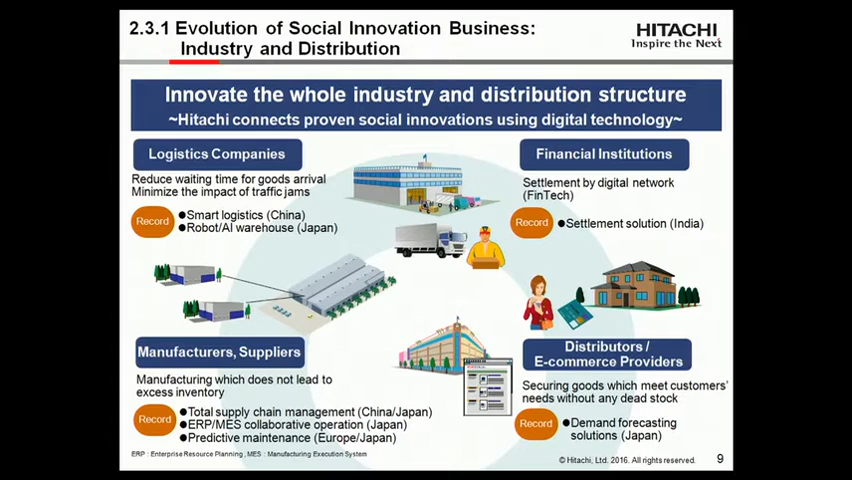 2.3.1 Evolution of Social Innovation Business:
Industry and Distribution
HITACHI
Inspire the Next
Innovate the whole industry and distribution structure
~Hitachi connects proven social innovations using digital technology~
Logistics Companies
Reduce waiting time for goods arrival
Minimize the impact of traffic jams
Record
●Smart logistics (China)
●Robot/AI warehouse (Japan)
Financial Institutions
Settlement by digital network
(FinTech)
Record
●Settlement solution (India)
Manufacturers, Suppliers
Manufacturing which does not lead to
excess inventory
Record
●Total supply chain management (China/Japan)
●ERP/MES collaborative operation (Japan)
●Predictive maintenance (Europe/Japan)
Distributors /
E-commerce Providers
Securing goods which meet customers'
needs without any dead stock
Record
●Demand forecasting
solutions (Japan)
ERP : Enterprise Resource Planning, MES : Manufacturing Execution System
© Hitachi, Ltd. 2016. All rights reserved.
9